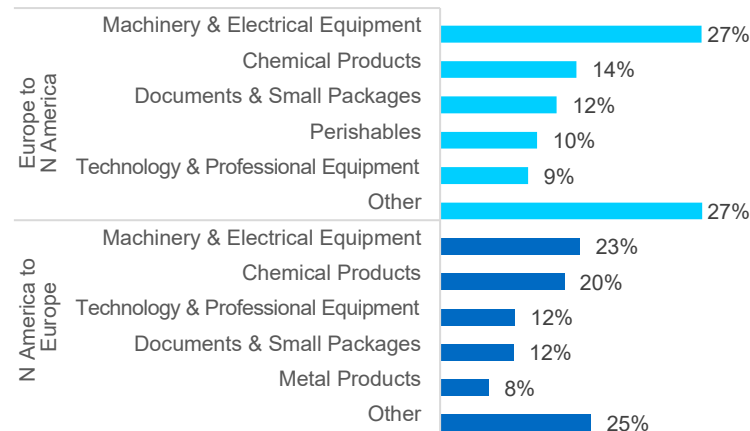 Europe to
N America
Machinery & Electrical Equipment 27%
Chemical Products 14%
Documents & Small Packages 12%
Perishables 10%
Technology & Professional Equipment 9%
Other 27%
N America to
Europe
Machinery & Electrical Equipment 23%
Chemical Products 20%
Technology & Professional Equipment 12%
Documents & Small Packages 12%
Metal Products 8%
Other 25%